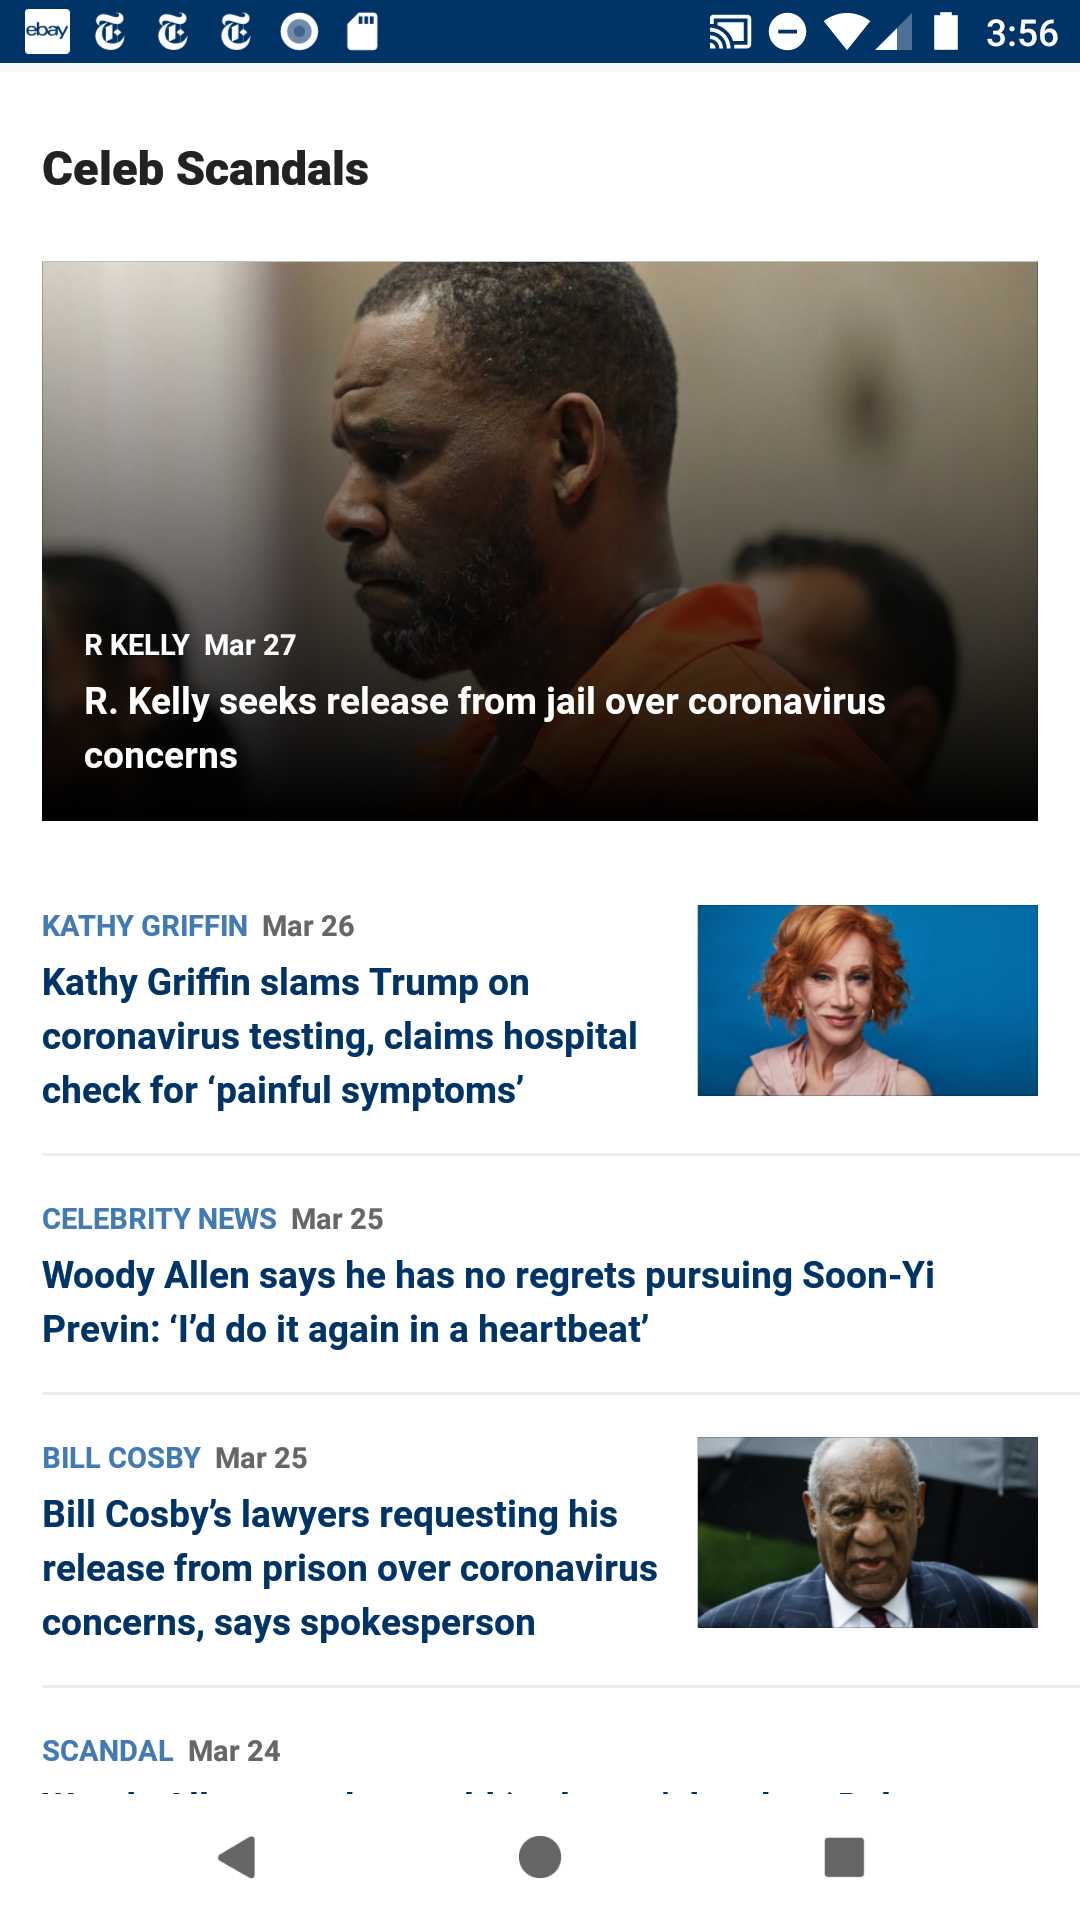 ebay
3:56
Celeb Scandals
R KELLY Mar 27
R. Kelly seeks release from jail over coronavirus
concerns
KATHY GRIFFIN Mar 26
Kathy Griffin slams Trump on
coronavirus testing, claims hospital
check for ‘painful symptoms’
CELEBRITY NEWS Mar 25
Woody Allen says he has no regrets pursuing Soon-Yi
Previn: ‘I’d do it again in a heartbeat’
BILL COSBY Mar 25
Bill Cosby’s lawyers requesting his
release from prison over coronavirus
concerns, says spokesperson
SCANDAL Mar 24